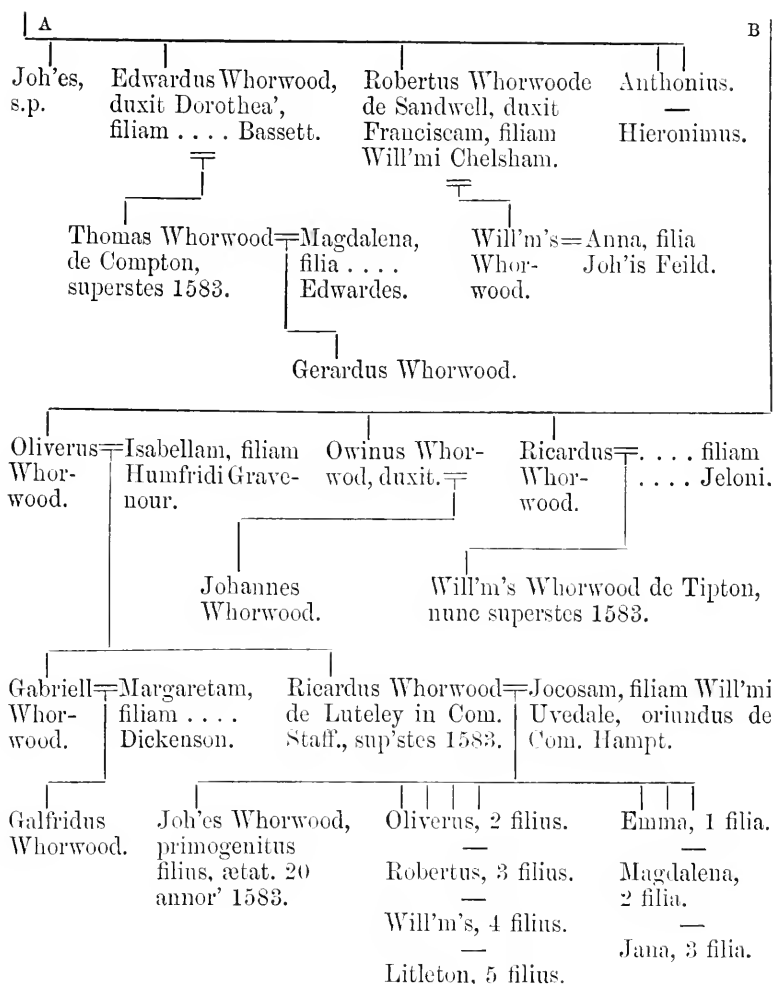 A
B
Joh'es,
s.p.
Edwardus Whorwood,
duxit Dorothea',
filiam . . . . Bassett.
Robertus Whorwoode
de Sandwell, duxit
Franciscam, filiam
Will'mi Chelsham.
Anthonius.
—
Hieronimus.
Thomas Whorwood
de Compton,
superstes 1583.
Magdalena,
filia . . . .
Edwardes.
Will'm's
Whor-
wood.
Anna, filia
Joh'is Feild.
Gerardus Whorwood.
Oliverus
Whor-
wood.
Isabellam, filiam
Humfridi Grave-
nour.
Owinus Whor-
wod, duxit.
Ricardus
Whor-
wood.
. . . . filiam
. . . . Jeloni.
Johannes
Whorwood.
Will'm's Whorwood de Tipton,
nunc superstes 1583.
Gabriell
Whor-
wood.
Margaretam,
filiam . . . .
Dickenson.
Ricardus Whorwood
de Luteley in Com.
Staff., sup'stes 1583.
Jocosam, filiam Will'mi
Uvedale, oriundus de
Com. Hampt.
Galfridus
Whorwood.
Joh'es Whorwood,
primogenitus
filius, ætat. 20
annor' 1583.
Oliverus, 2 filius.
—
Robertus, 3 filius.
—
Will'm's, 4 filius.
—
Litleton, 5 filius.
Emma, 1 filia.
—
Magdalena,
2 filia.
—
Jana, 3 filia.